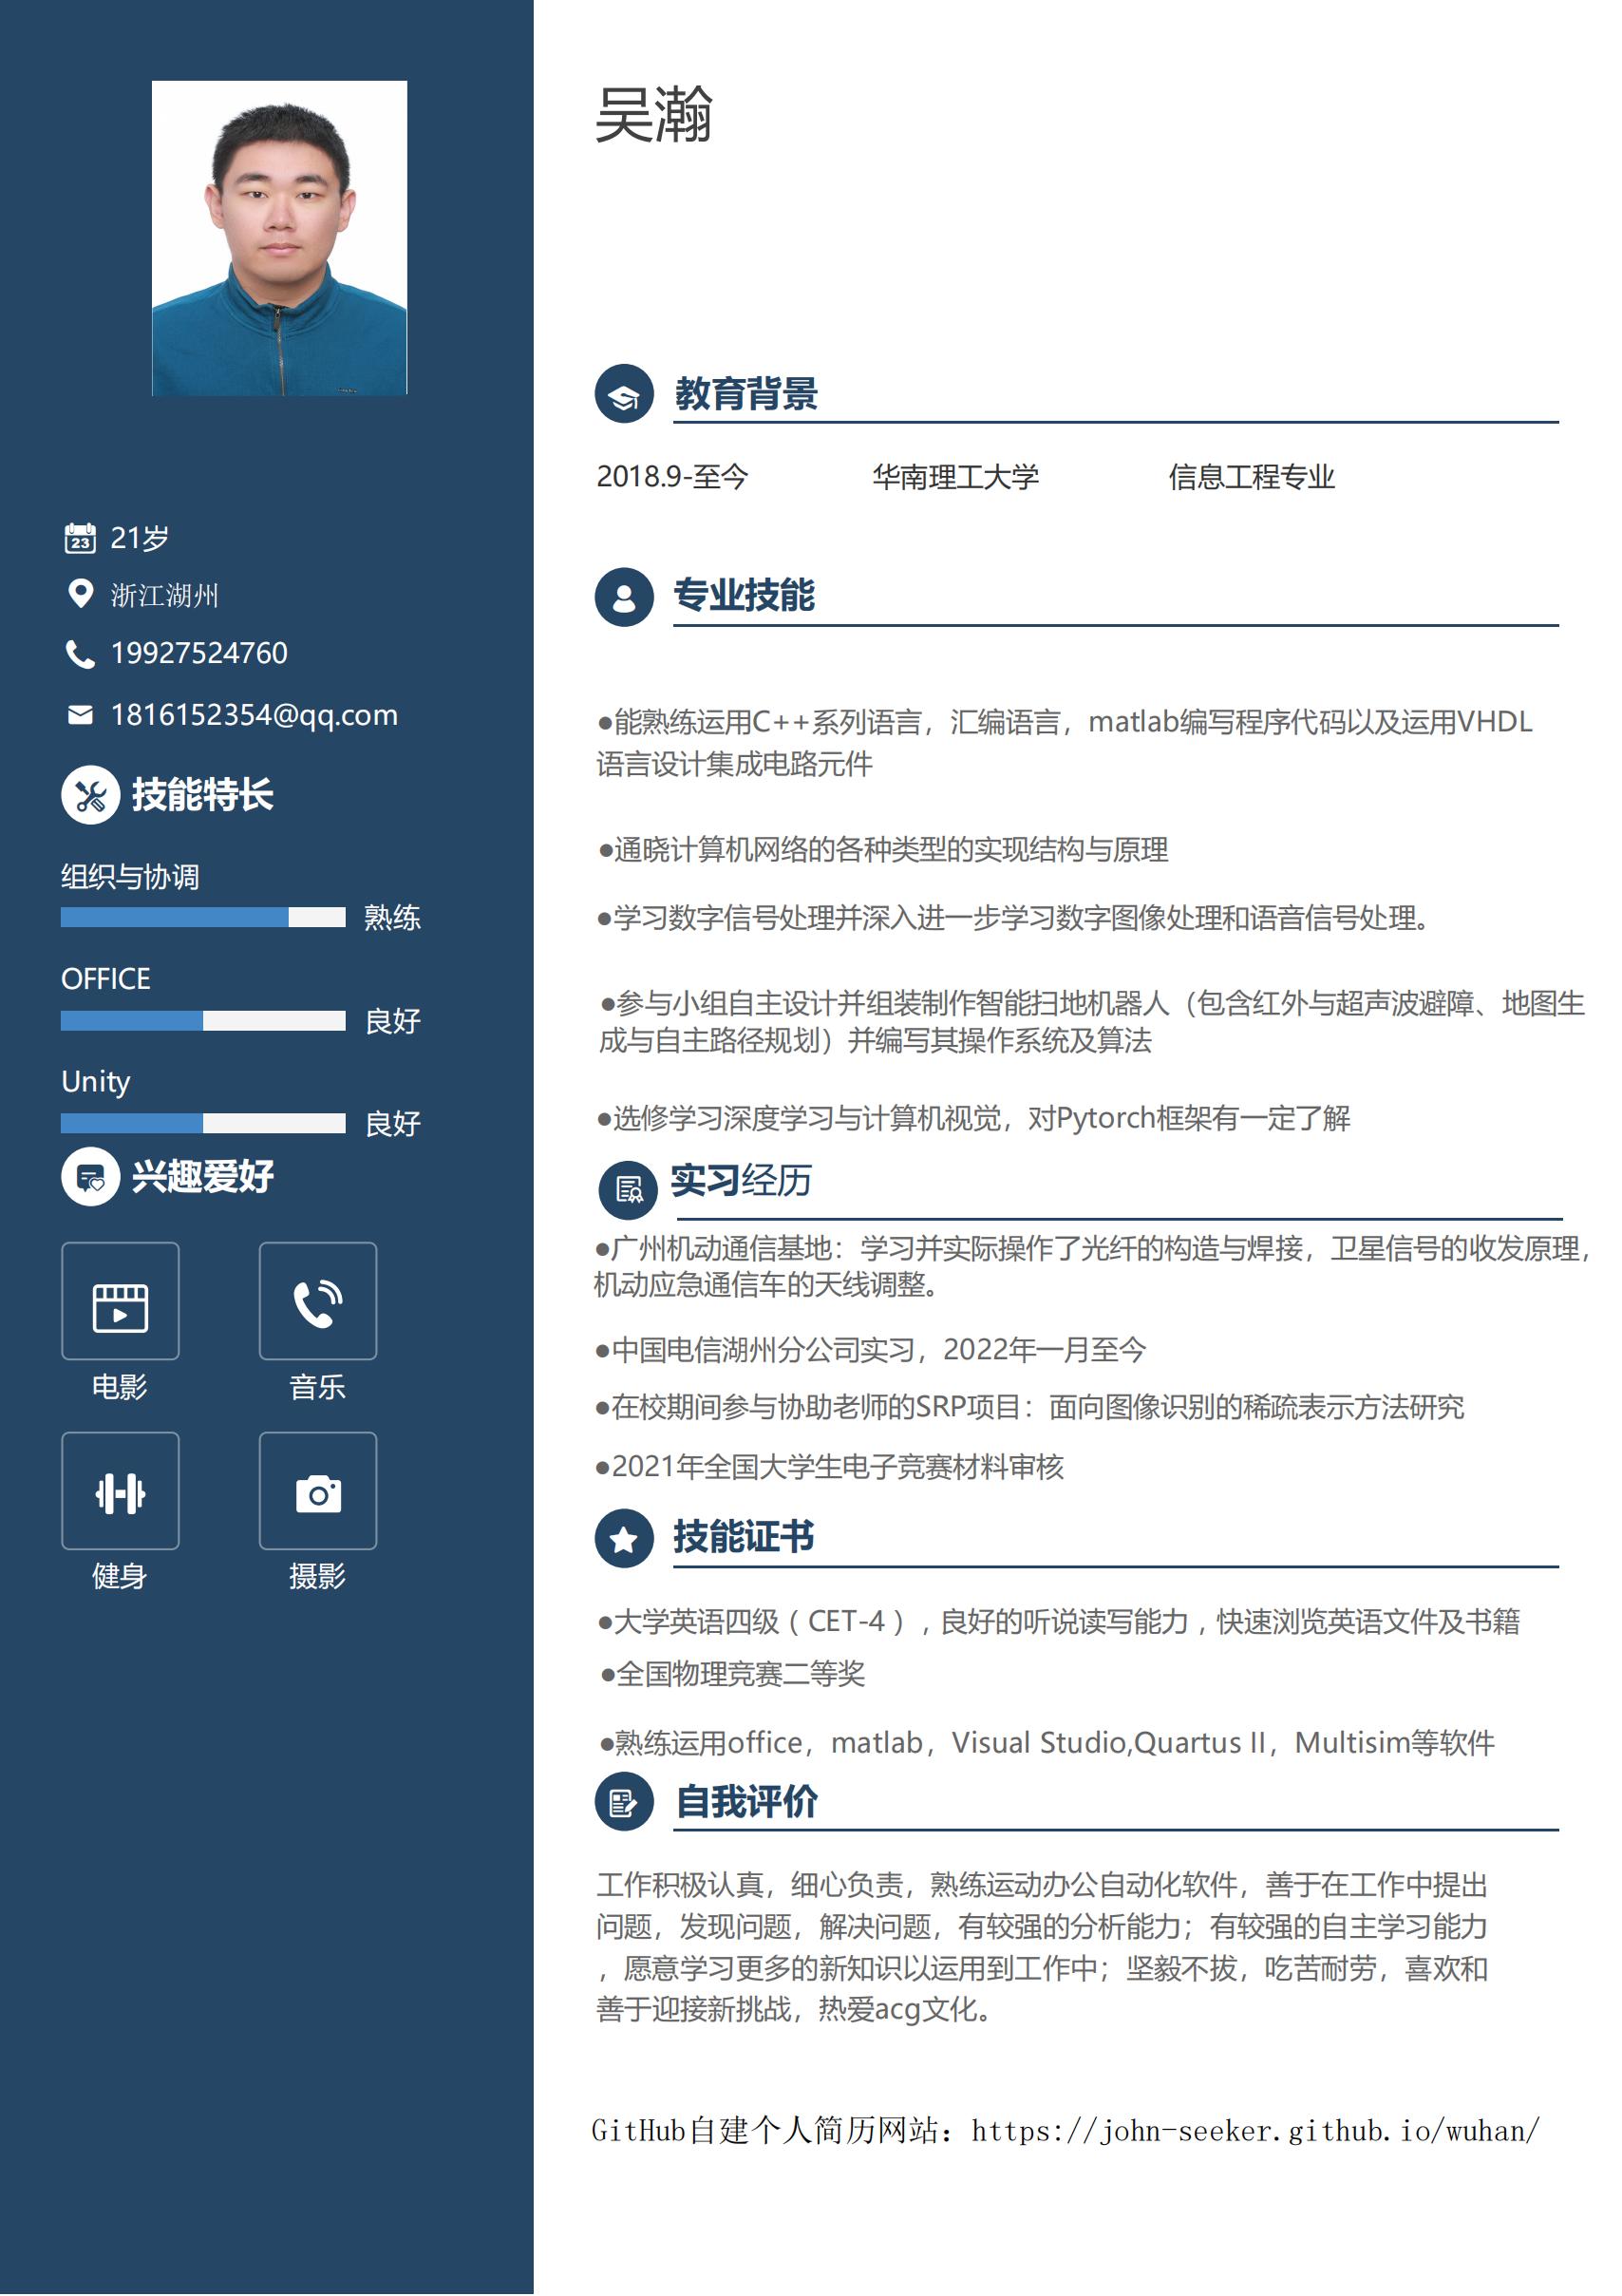 吴瀚
23
21岁
浙江湖州
19927524760
1816152354@qq.com
技能特长
组织与协调
熟练
OFFICE
良好
Unity
良好
兴趣爱好
电影
音乐
健身
摄影
教育背景
2018.9-至今 华南理工大学 信息工程专业
专业技能
●能熟练运用C++系列语言，汇编语言，matlab编写程序代码以及运用VHDL
语言设计集成电路元件
●通晓计算机网络的各种类型的实现结构与原理
●学习数字信号处理并深入进一步学习数字图像处理和语音信号处理。
●参与小组自主设计并组装制作智能扫地机器人（包含红外与超声波避障、地图生
成与自主路径规划）并编写其操作系统及算法
●选修学习深度学习与计算机视觉，对Pytorch框架有一定了解
实习经历
●广州机动通信基地：学习并实际操作了光纤的构造与焊接，卫星信号的收发原理，
机动应急通信车的天线调整。
●中国电信湖州分公司实习，2022年一月至今
●在校期间参与协助老师的SRP项目：面向图像识别的稀疏表示方法研究
●2021年全国大学生电子竞赛材料审核
技能证书
●大学英语四级（CET-4），良好的听说读写能力，快速浏览英语文件及书籍
●全国物理竞赛二等奖
●熟练运用office，matlab，Visual Studio,Quartus II，Multisim等软件
自我评价
工作积极认真，细心负责，熟练运动办公自动化软件，善于在工作中提出
问题，发现问题，解决问题，有较强的分析能力；有较强的自主学习能力
，愿意学习更多的新知识以运用到工作中；坚毅不拔，吃苦耐劳，喜欢和
善于迎接新挑战，热爱acg文化。
GitHub自建个人简历网站：https://john-seeker.github.io/wuhan/